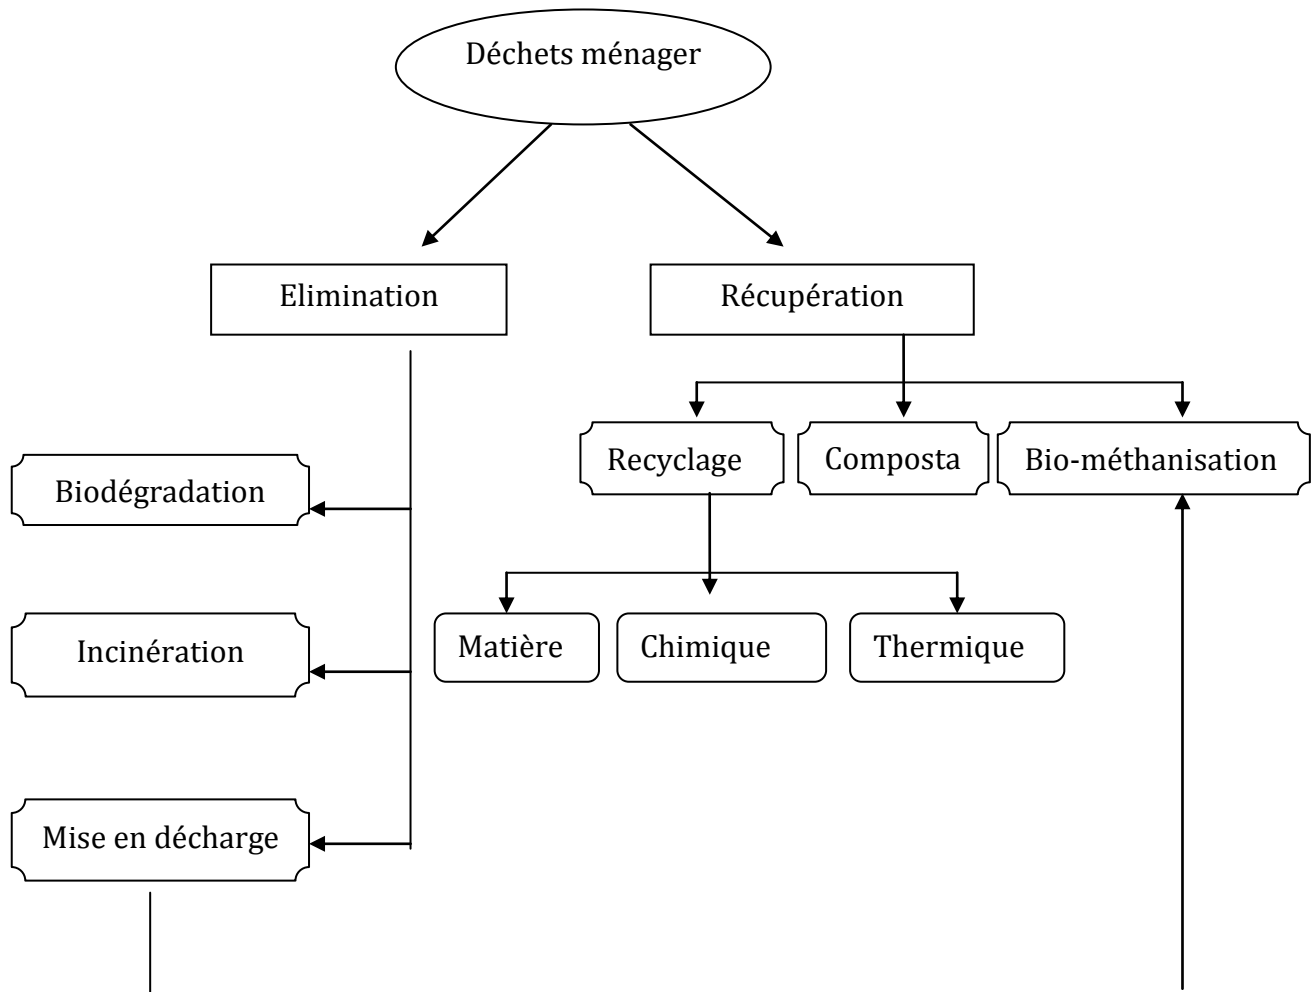 Déchets ménager
Elimination
Récupération
Recyclage
Composta
Bio-méthanisation
Biodégradation
Matière
Chimique
Thermique
Incinération
Mise en décharge